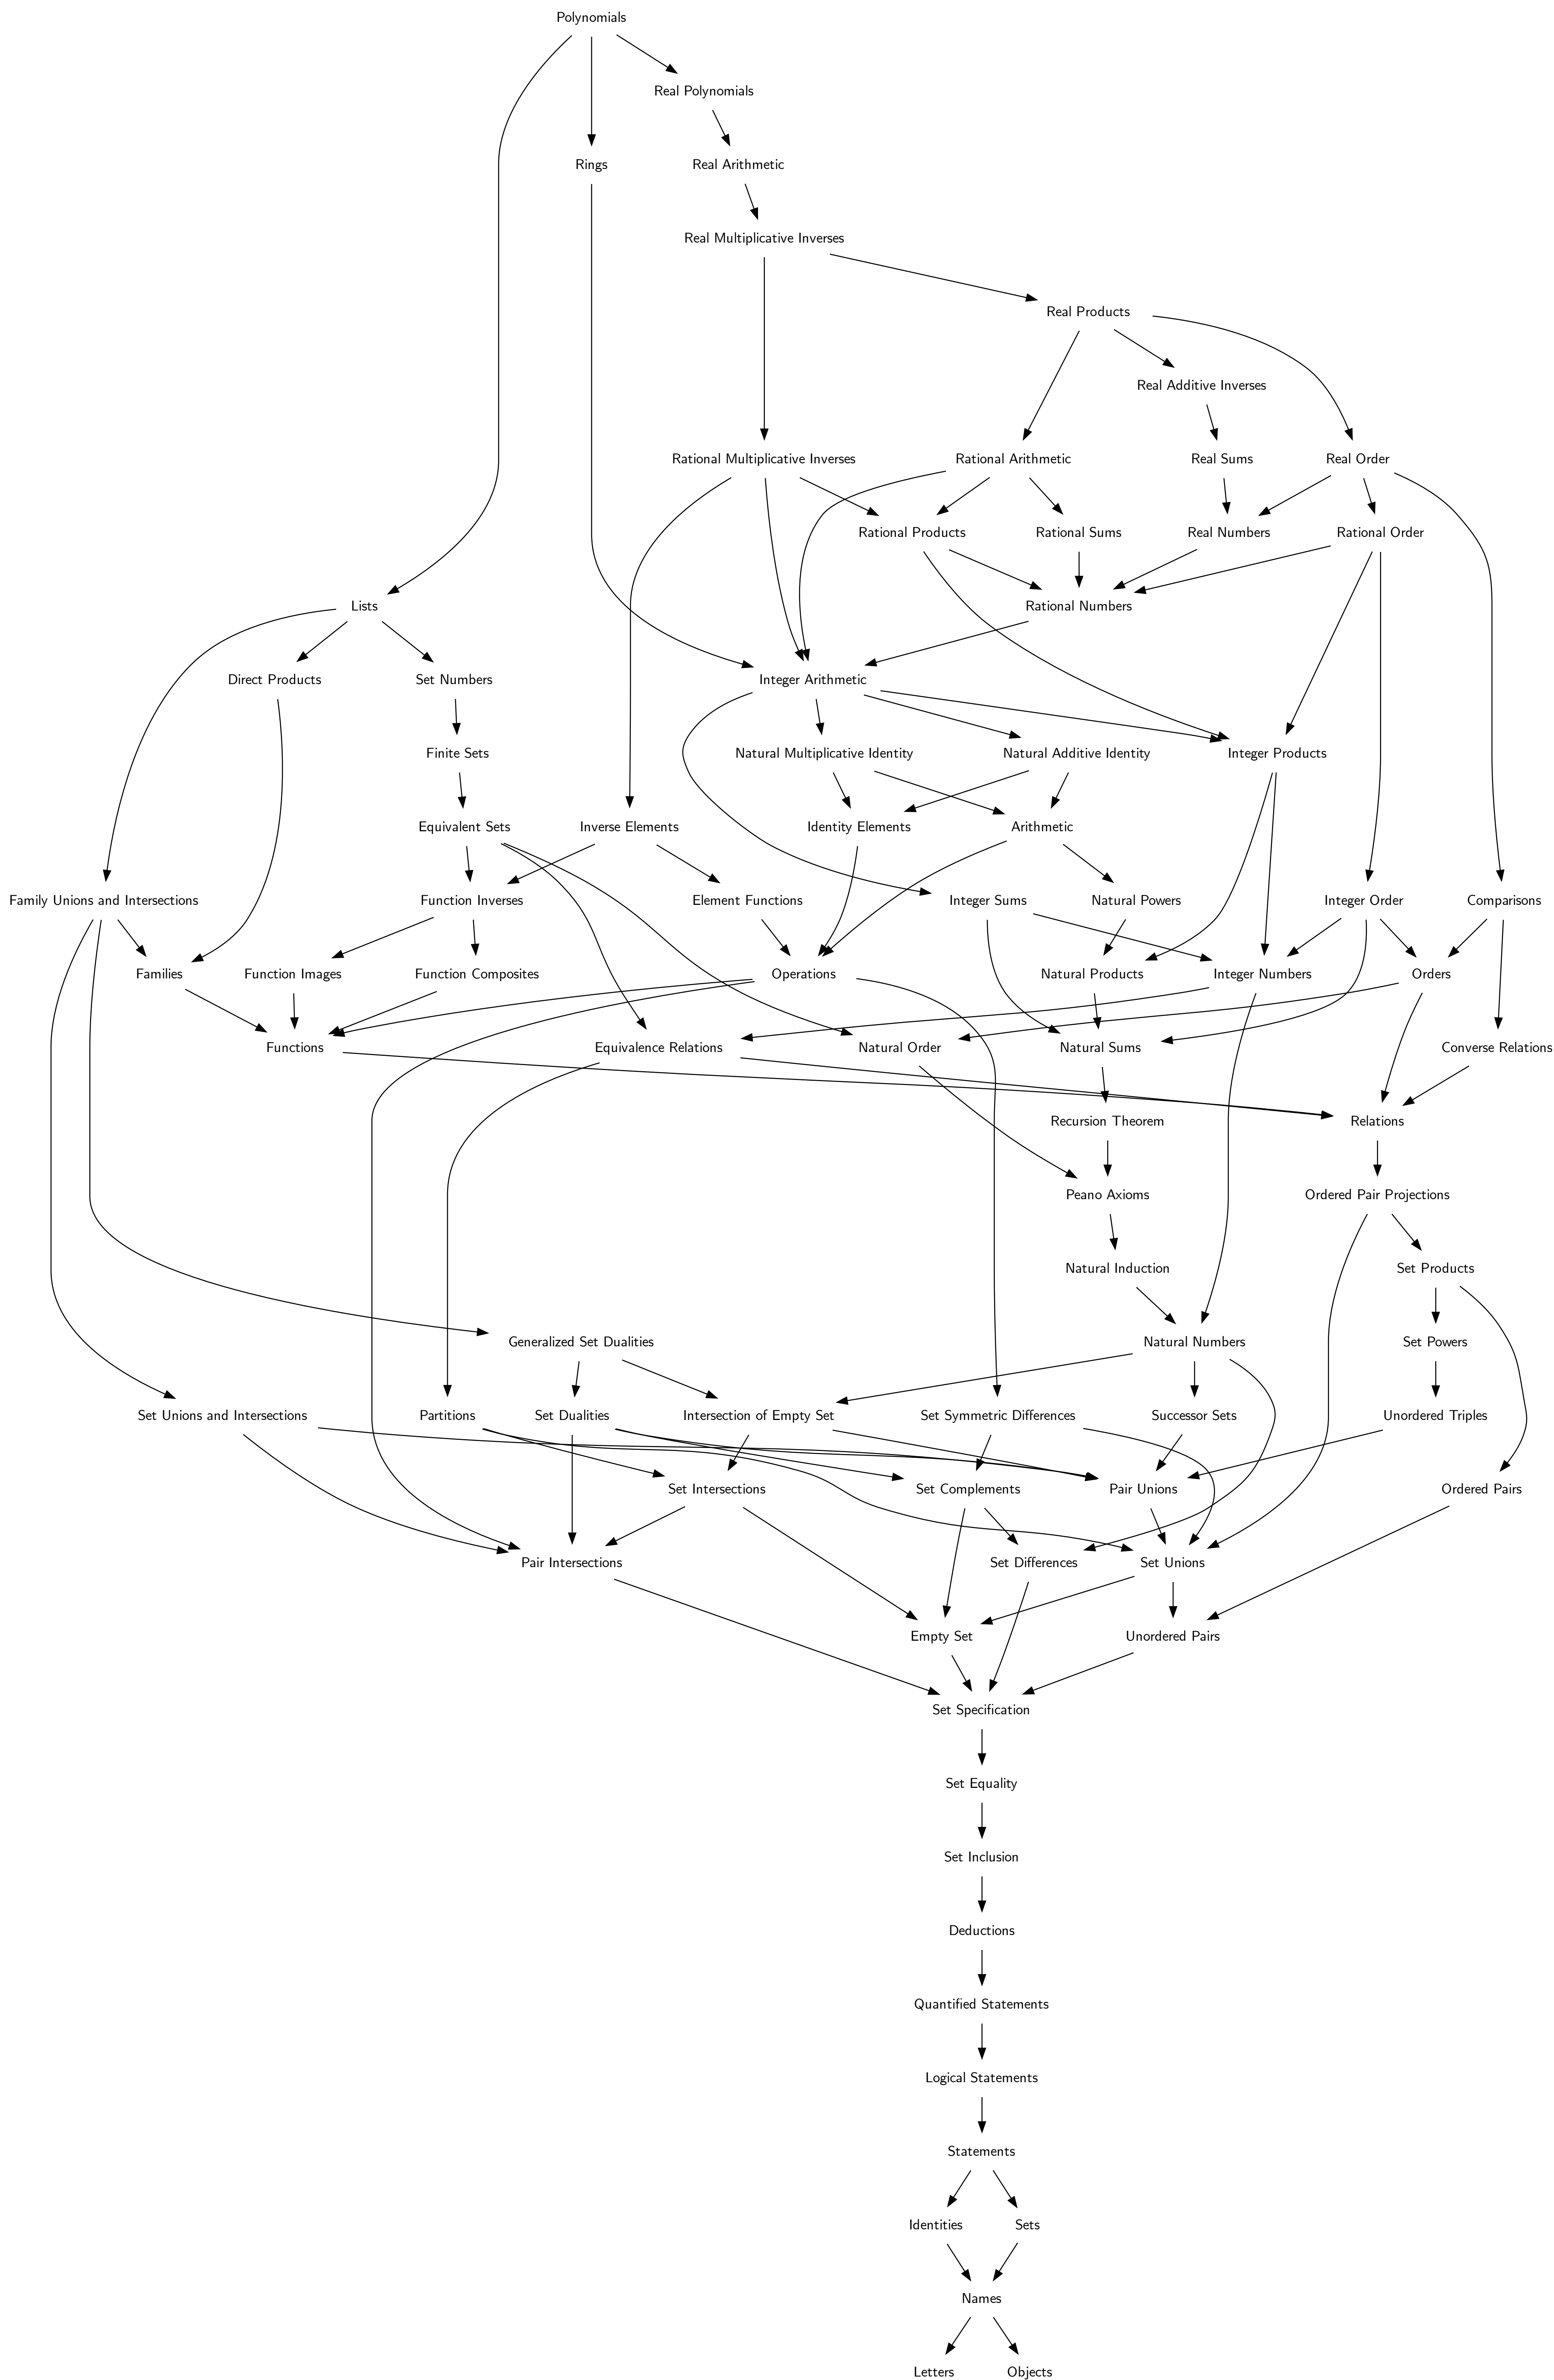 Polynomials
Real Polynomials
Rings
Real Arithmetic
Real Multiplicative Inverses
Real Products
Real Additive Inverses
Rational Multiplicative Inverses
Rational Arithmetic
Real Sums
Real Order
Rational Products
Rational Sums
Real Numbers
Rational Order
Lists
Rational Numbers
Direct Products
Set Numbers
Integer Arithmetic
Finite Sets
Natural Multiplicative Identity
Natural Additive Identity
Integer Products
Equivalent Sets
Inverse Elements
Identity Elements
Arithmetic
Family Unions and Intersections
Function Inverses
Element Functions
Integer Sums
Natural Powers
Integer Order
Comparisons
Families
Function Images
Function Composites
Operations
Natural Products
Integer Numbers
Orders
Functions
Equivalence Relations
Natural Order
Natural Sums
Converse Relations
Recursion Theorem
Relations
Peano Axioms
Ordered Pair Projections
Natural Induction
Set Products
Generalized Set Dualities
Natural Numbers
Set Powers
Set Unions and Intersections
Partitions
Set Dualities
Intersection of Empty Set
Set Symmetric Differences
Successor Sets
Unordered Triples
Set Intersections
Set Complements
Pair Unions
Ordered Pairs
Pair Intersections
Set Differences
Set Unions
Empty Set
Unordered Pairs
Set Specification
Set Equality
Set Inclusion
Deductions
Quantified Statements
Logical Statements
Statements
Identities
Sets
Names
Letters
Objects